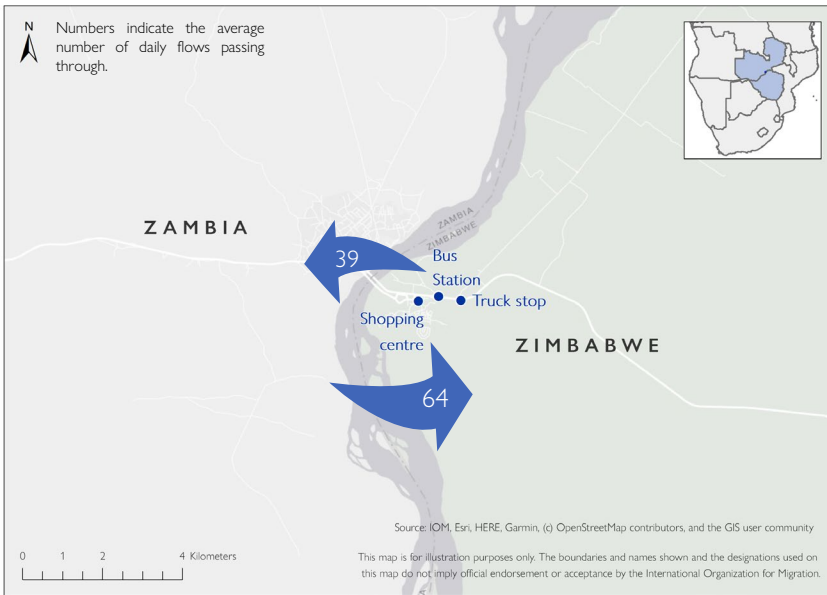 N
Numbers indicate the average
number of daily flows passing
through.
ZAMBIA
ZAMBIA
ZIMBABWE
39
Bus
Station
Truck stop
Shopping
centre
ZIMBABWE
64
Source: IOM, Esri, HERE, Garmin, (c) OpenStreetMap contributors, and the GIS user community
0 1 2 4 Kilometers
This map is for illustration purposes only. The boundaries and names shown and the designations used on
this map do not imply official endorsement or acceptance by the International Organization for Migration.